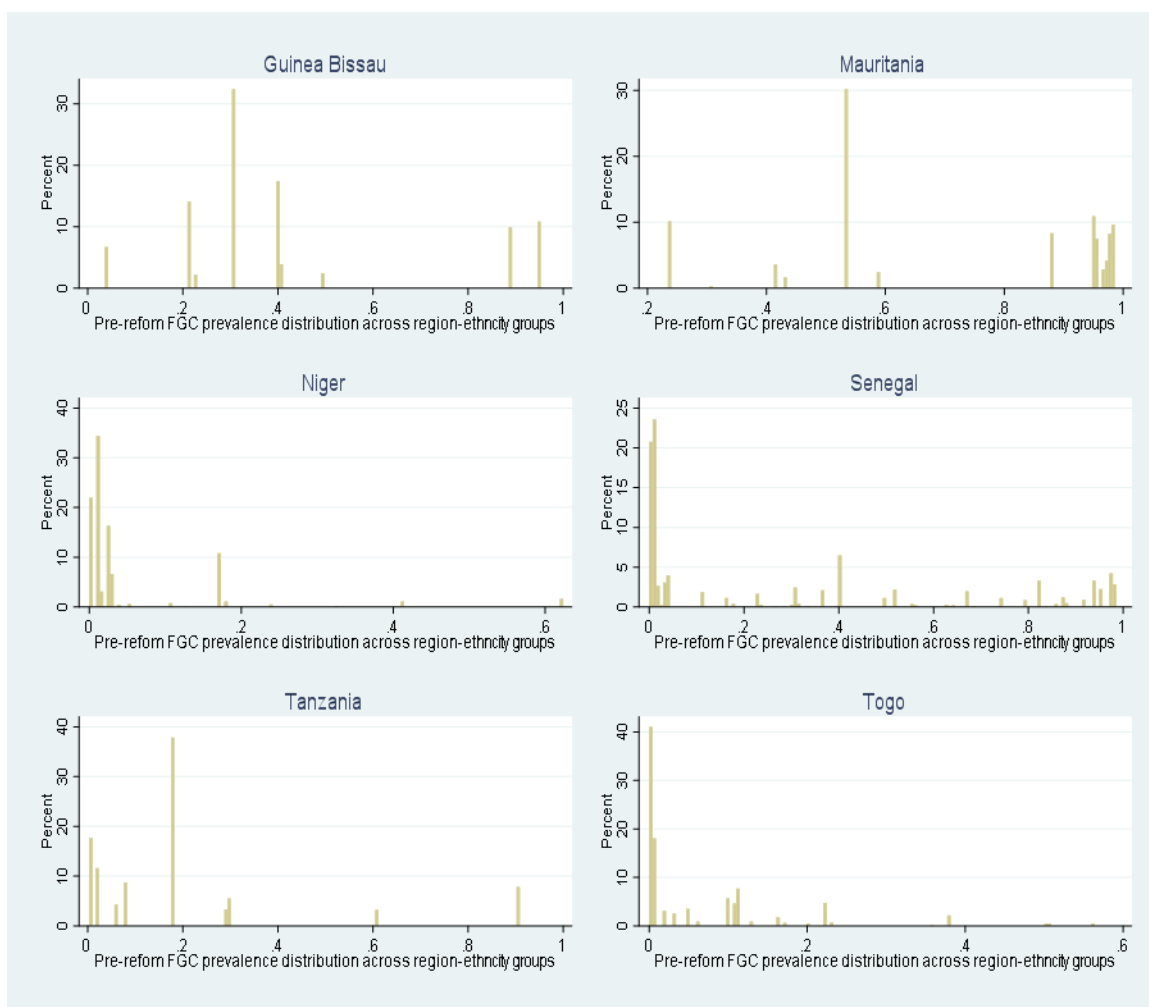 Guinea Bissau
Percent
0 10 20 30
0 .2 .4 .6 .8 1
Pre-reform FGC prevalence distribution across region-ethncity groups
Mauritania
Percent
0 10 20 30
.2 .4 .6 .8 1
Pre-reform FGC prevalence distribution across region-ethncity groups
Niger
Percent
0 10 20 30 40
0 .2 .4 .6
Pre-reform FGC prevalence distribution across region-ethncity groups
Senegal
Percent
0 5 10 15 20 25
0 .2 .4 .6 .8 1
Pre-reform FGC prevalence distribution across region-ethncity groups
Tanzania
Percent
0 10 20 30 40
0 .2 .4 .6 .8 1
Pre-reform FGC prevalence distribution across region-ethncity groups
Togo
Percent
0 10 20 30 40
0 .2 .4 .6
Pre-reform FGC prevalence distribution across region-ethncity groups